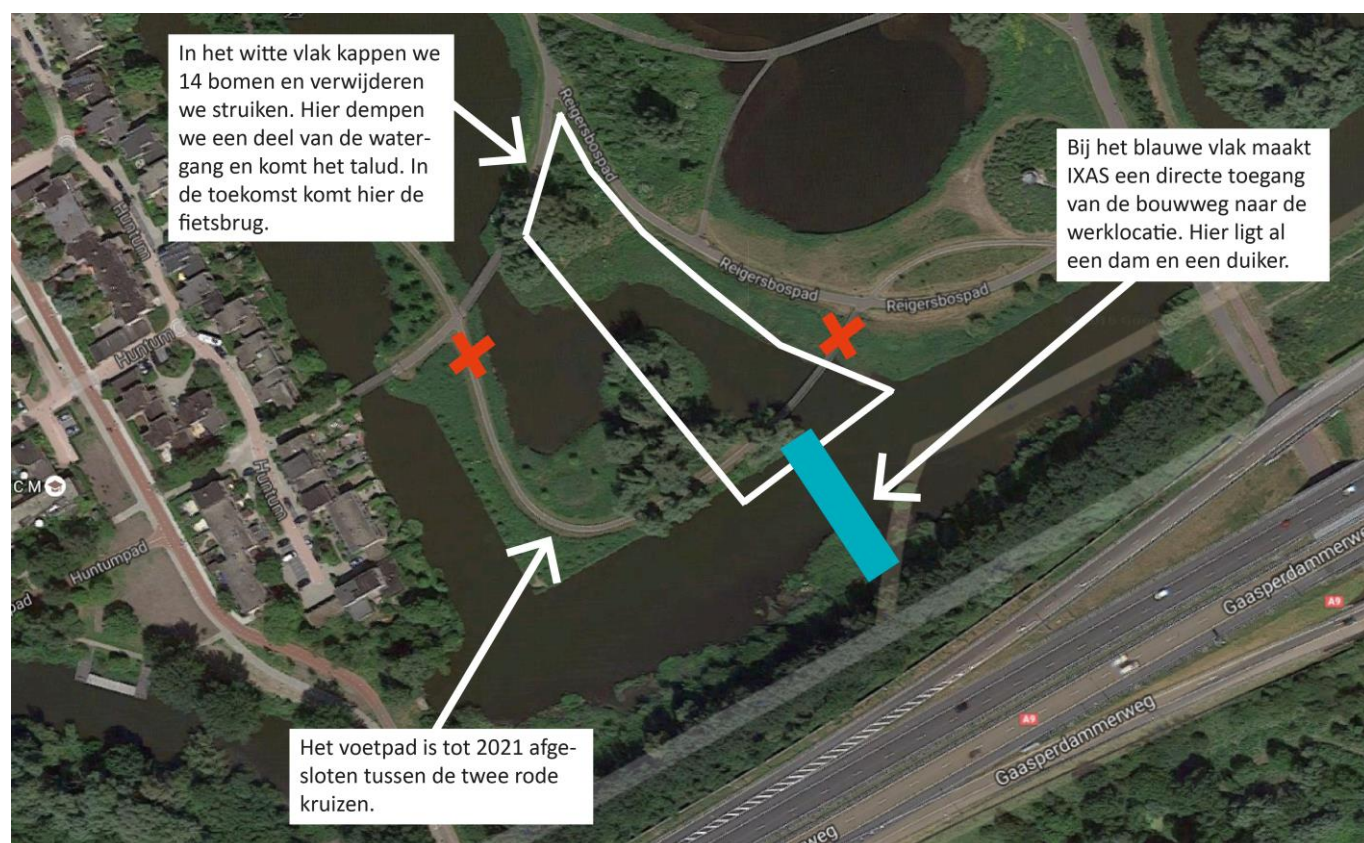 In het witte vlak kappen we
14 bomen en verwijderen
we struiken. Hier dempen
we een deel van de water-
gang en komt het talud. In
de toekomst komt hier de
fietsbrug.
Bij het blauwe vlak maakt
IXAS een directe toegang
van de bouwweg naar de
werklocatie. Hier ligt al
een dam en een duiker.
Het voetpad is tot 2021 afge-
sloten tussen de twee rode
kruizen.
Reigersbospad
Reigersbospad
Reigersbospad
Huntum
Huntum
Huntum
C M
Huntumpad
pad
Gaasperdammerw
A9
A9
Gaasperdammerweg
weg